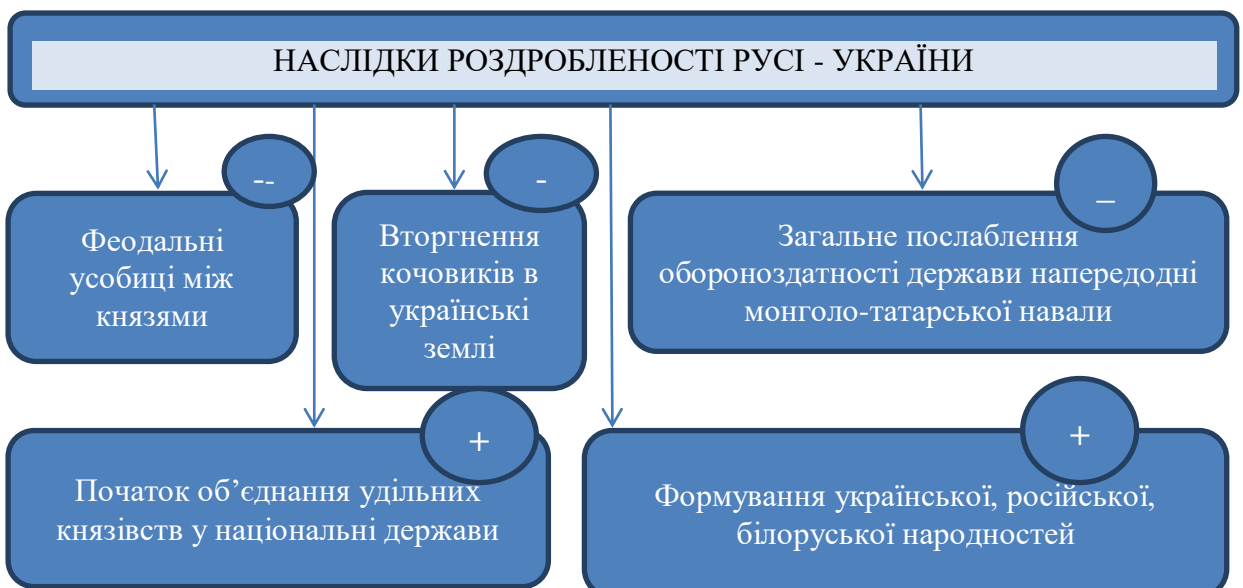 НАСЛІДКИ РОЗДРОБЛЕНОСТІ РУСІ - УКРАЇНИ
--
Феодальні
усобиці між
князями
-
Вторгнення
кочовиків в
українські
землі
–
Загальне послаблення
обороноздатності держави напередодні
монголо-татарської навали
+
Початок об’єднання удільних
князівств у національні держави
+
Формування української, російської,
білоруської народностей